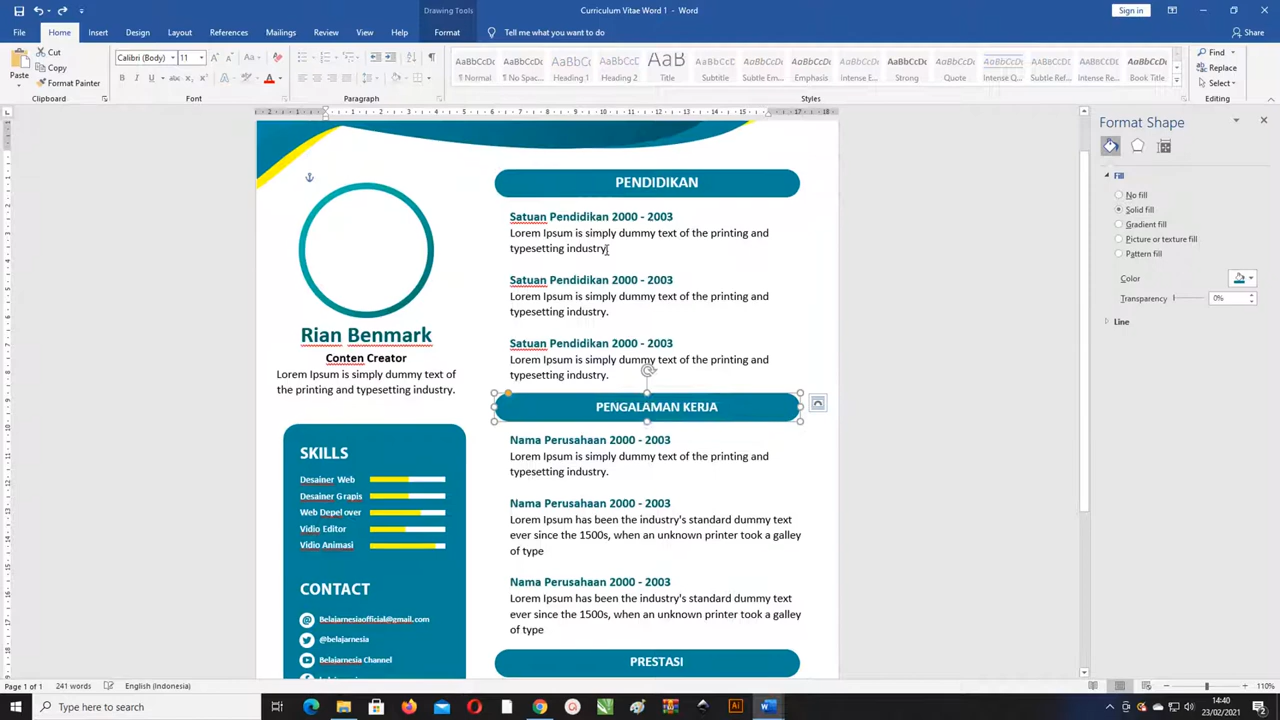 Drawing Tools
Curriculum Vitae Word 1 - Word
Sign in
File Home Insert Design Layout References Mailings Review View Help Format Tell me what you want to do Share
Paste
Cut
Copy
Format Painter
Calibri (Body) 11
Clipboard Font Paragraph Styles Editing
¶ Normal ¶ No Spac... Heading 1 Heading 2 Title Subtitle Subtle Em... Emphasis Intense E... Strong Quote Intense Q... Subtle Ref... Intense Re... Book Title
Find
Replace
Select
Rian Benmark
Conten Creator
Lorem Ipsum is simply dummy text of
the printing and typesetting industry.
SKILLS
Desainer Web
Desainer Grapis
Web Depelover
Vidio Editor
Vidio Animasi
CONTACT
Belajarnesiaofficial@gmail.com
@belajarnesia
Belajarnesia Channel
PENDIDIKAN
Satuan Pendidikan 2000 - 2003
Lorem Ipsum is simply dummy text of the printing and
typesetting industry.
Satuan Pendidikan 2000 - 2003
Lorem Ipsum is simply dummy text of the printing and
typesetting industry.
Satuan Pendidikan 2000 - 2003
Lorem Ipsum is simply dummy text of the printing and
typesetting industry.
PENGALAMAN KERJA
Nama Perusahaan 2000 - 2003
Lorem Ipsum is simply dummy text of the printing and
typesetting industry.
Nama Perusahaan 2000 - 2003
Lorem Ipsum has been the industry's standard dummy text
ever since the 1500s, when an unknown printer took a galley
of type
Nama Perusahaan 2000 - 2003
Lorem Ipsum has been the industry's standard dummy text
ever since the 1500s, when an unknown printer took a galley
of type
PRESTASI
Format Shape
Fill
No fill
Solid fill
Gradient fill
Picture or texture fill
Pattern fill
Color
Transparency 0%
Line
Page 1 of 1 241 words English (Indonesia) 110%
Type here to search
14:40
23/02/2021